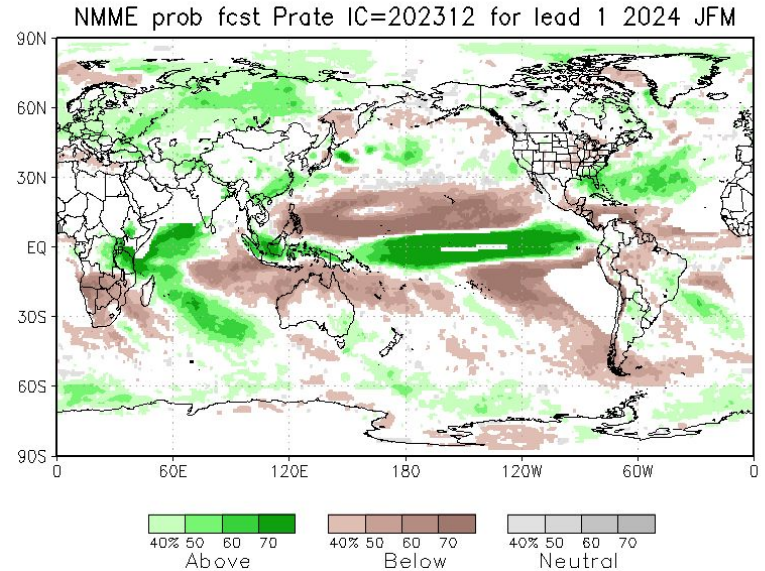 NMME prob fcst Prate IC=202312 for lead 1 2024 JFM
90N
60N
30N
EQ
30S
60S
90S
0 60E 120E 180 120W 60W 0
40% 50 60 70 40% 50 60 70 40% 50 60 70
Above Below Neutral